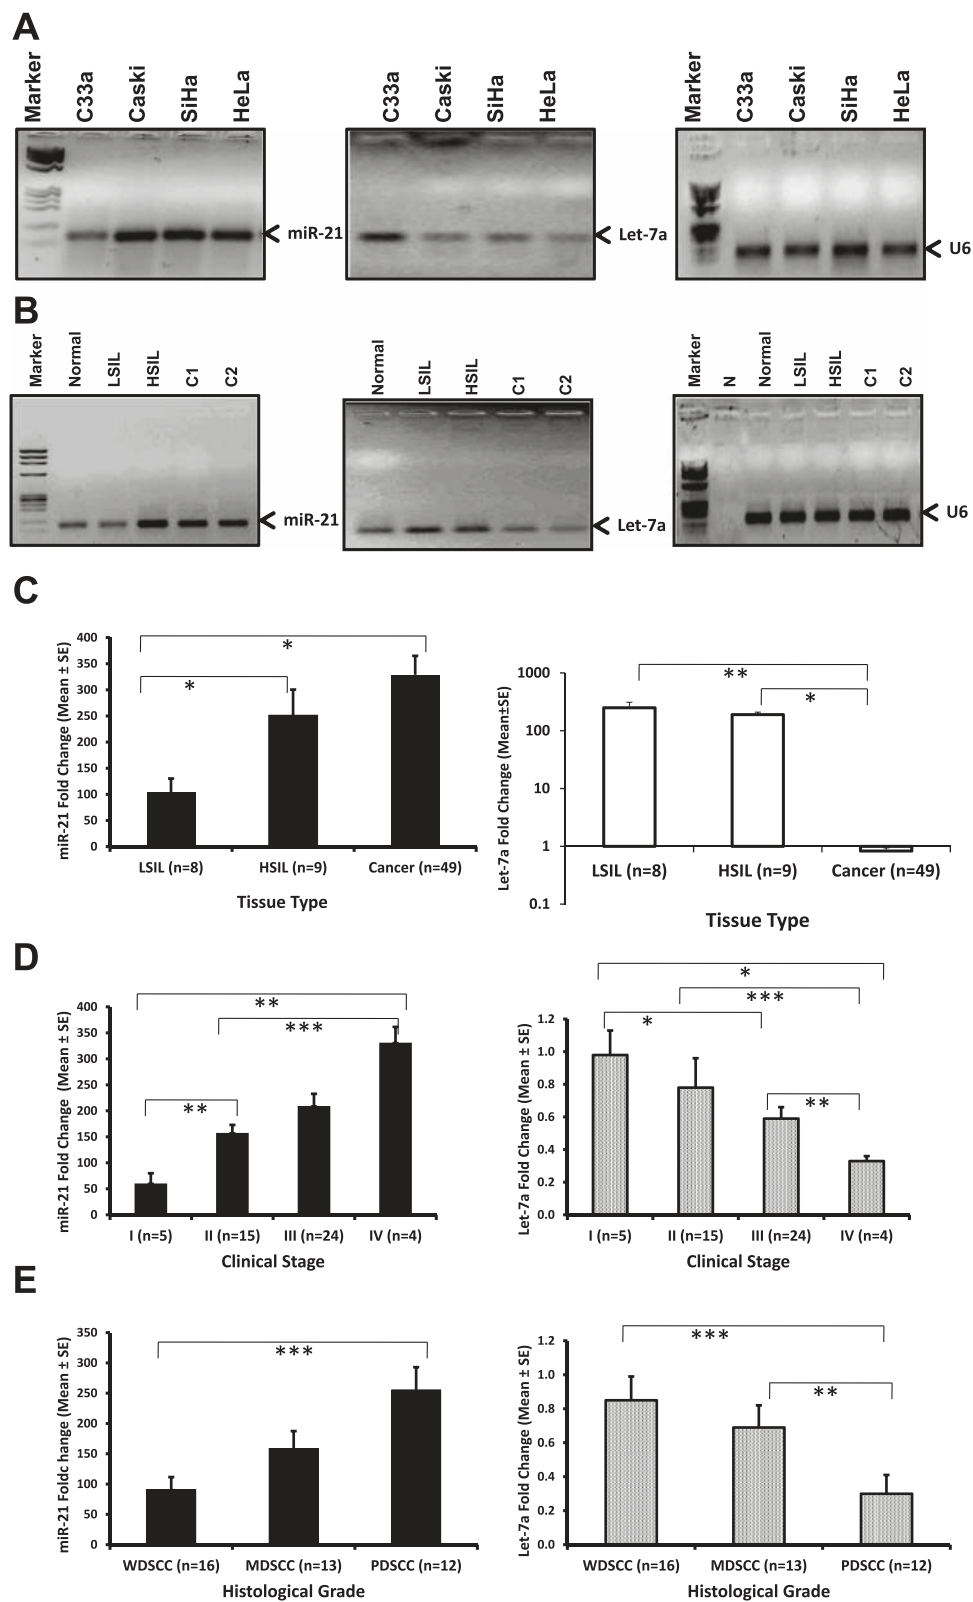 A
Marker C33a Caski SiHa HeLa
C33a Caski SiHa HeLa
Marker C33a Caski SiHa HeLa
miR-21
Let-7a
U6
B
Marker Normal LSIL HSIL C1 C2
Normal LSIL HSIL C1 C2
Marker N Normal LSIL HSIL C1 C2
miR-21
Let-7a
U6
C
miR-21 Fold Change (Mean ± SE)
400
350
300
250
200
150
100
50
0
*
*
LSIL (n=8) HSIL (n=9) Cancer (n=49)
Tissue Type
Let-7a Fold Change (Mean±SE)
1000
100
10
1
0.1
**
*
LSIL (n=8) HSIL (n=9) Cancer (n=49)
Tissue Type
D
miR-21 Fold Change (Mean ± SE)
400
350
300
250
200
150
100
50
0
**
***
**
I (n=5) II (n=15) III (n=24) IV (n=4)
Clinical Stage
Let-7a Fold Change (Mean ± SE)
1.2
1.0
0.8
0.6
0.4
0.2
0.0
*
***
*
**
I (n=5) II (n=15) III (n=24) IV (n=4)
Clinical Stage
E
miR-21 Foldc hange (Mean ± SE)
350
300
250
200
150
100
50
0
***
WDSCC (n=16) MDSCC (n=13) PDSCC (n=12)
Histological Grade
Let-7a Fold Change (Mean ± SE)
1.2
1.0
0.8
0.6
0.4
0.2
0.0
***
**
WDSCC (n=16) MDSCC (n=13) PDSCC (n=12)
Histological Grade